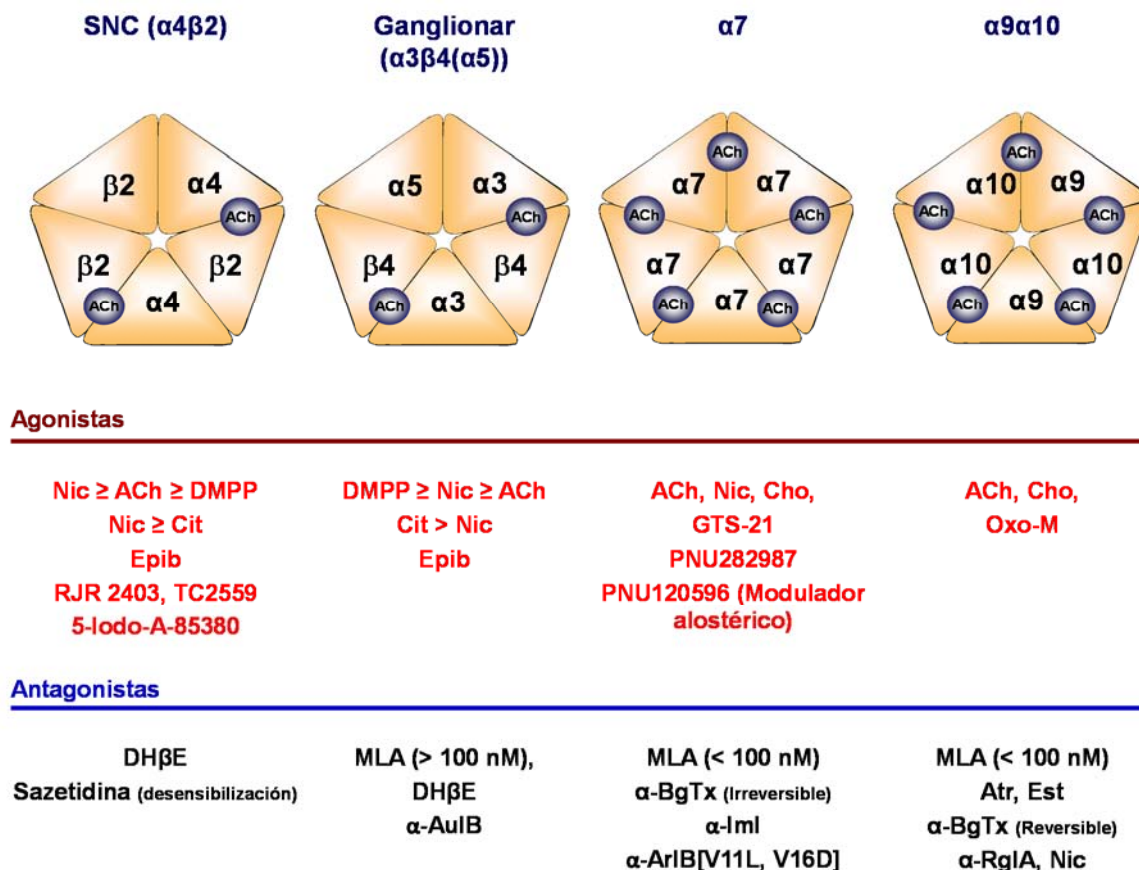 SNC (α4β2)
Ganglionar
(α3β4(α5))
α7
α9α10
β2
α4
ACh
β2
β2
ACh
α4
α5
α3
ACh
β4
β4
ACh
α3
ACh
α7
α7
ACh
ACh
α7
α7
ACh
α7
ACh
ACh
α10
α9
ACh
ACh
α10
α10
ACh
α9
ACh
Agonistas
Nic ≥ ACh ≥ DMPP
Nic ≥ Cit
Epib
RJR 2403, TC2559
5-Iodo-A-85380
DMPP ≥ Nic ≥ ACh
Cit > Nic
Epib
ACh, Nic, Cho,
GTS-21
PNU282987
PNU120596 (Modulador
alostérico)
ACh, Cho,
Oxo-M
Antagonistas
DHβE
Sazetidina (desensibilización)
MLA (> 100 nM),
DHβE
α-AuIB
MLA (< 100 nM)
α-BgTx (Irreversible)
α-ImI
α-ArIB[V11L, V16D]
MLA (< 100 nM)
Atr, Est
α-BgTx (Reversible)
α-RgIA, Nic